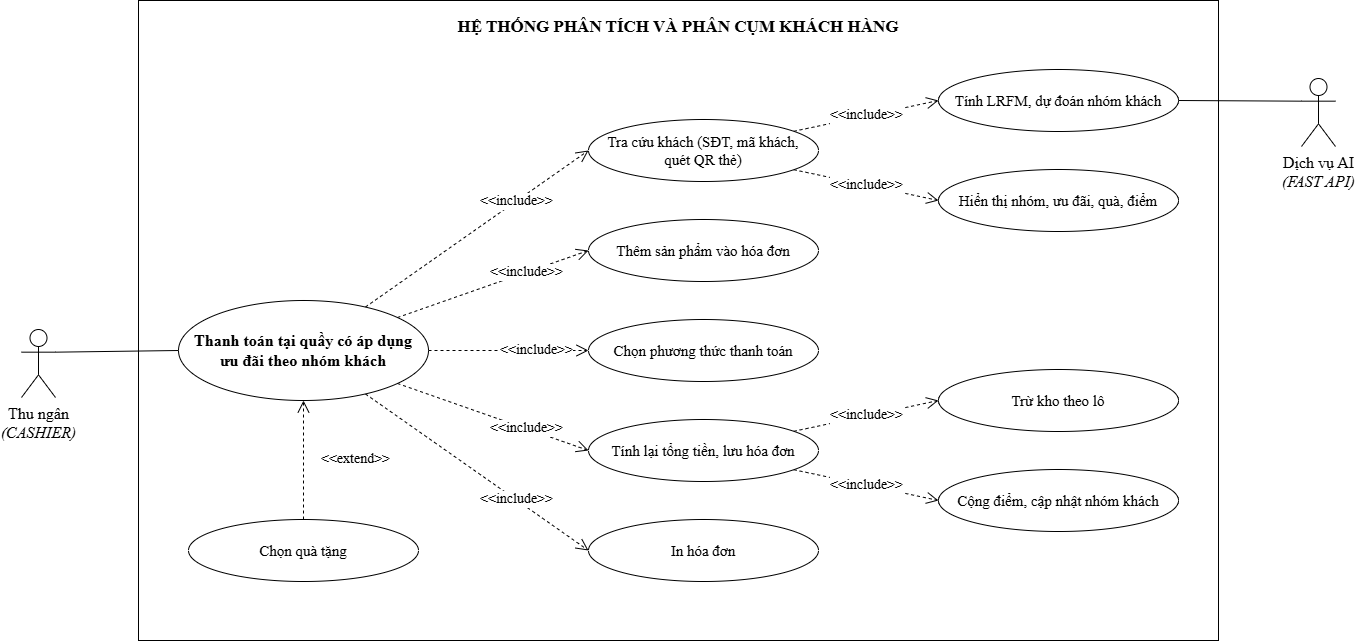 HỆ THỐNG PHÂN TÍCH VÀ PHÂN CỤM KHÁCH HÀNG
Tính LRFM, dự đoán nhóm khách
<<include>>
Tra cứu khách (SĐT, mã khách,
quét QR thẻ)
Dịch vụ AI
(FAST API)
<<include>>
Hiển thị nhóm, ưu đãi, quà, điểm
<<include>>
Thêm sản phẩm vào hóa đơn
<<include>>
Thanh toán tại quầy có áp dụng
ưu đãi theo nhóm khách
<<include>>
Chọn phương thức thanh toán
Thu ngân
(CASHIER)
<<include>>
Trừ kho theo lô
<<include>>
Tính lại tổng tiền, lưu hóa đơn
<<extend>>
<<include>>
<<include>>
Cộng điểm, cập nhật nhóm khách
Chọn quà tặng
In hóa đơn